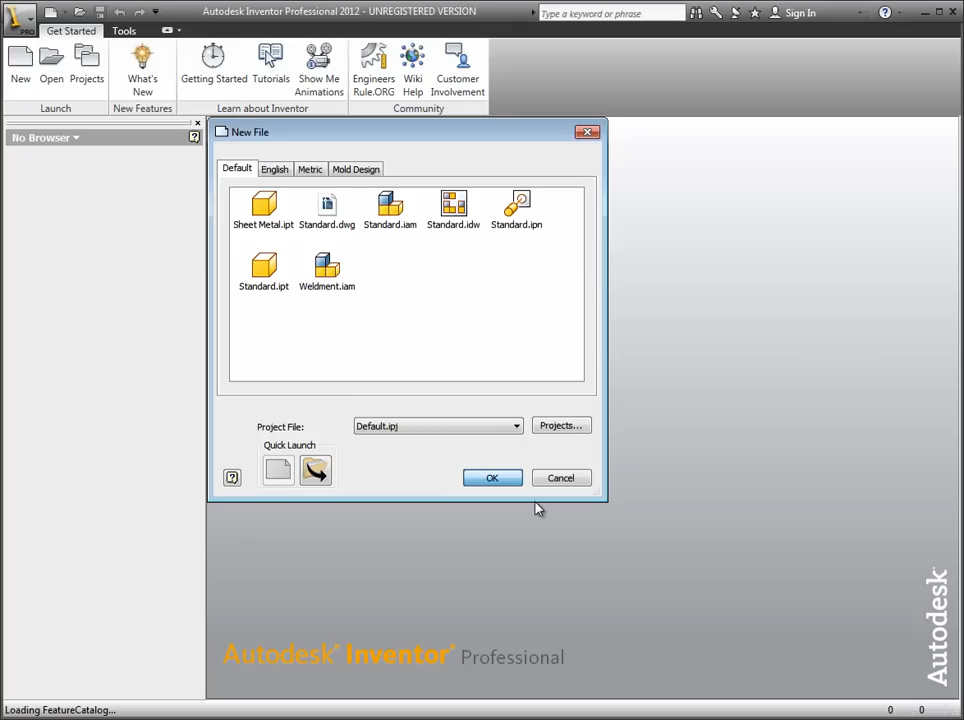 PRO
Autodesk Inventor Professional 2012 - UNREGISTERED VERSION
Type a keyword or phrase
Sign In
Get Started
Tools
New
Open
Projects
What's
New
Getting Started
Tutorials
Show Me
Animations
Engineers
Rule.ORG
Wiki
Help
Customer
Involvement
Launch
New Features
Learn about Inventor
Community
No Browser
New File
Default
English
Metric
Mold Design
Sheet Metal.ipt
Standard.dwg
Standard.iam
Standard.idw
Standard.ipn
Standard.ipt
Weldment.iam
Project File:
Default.ipj
Projects...
Quick Launch
OK
Cancel
Autodesk® Inventor® Professional
Autodesk®
Loading FeatureCatalog...
0
0